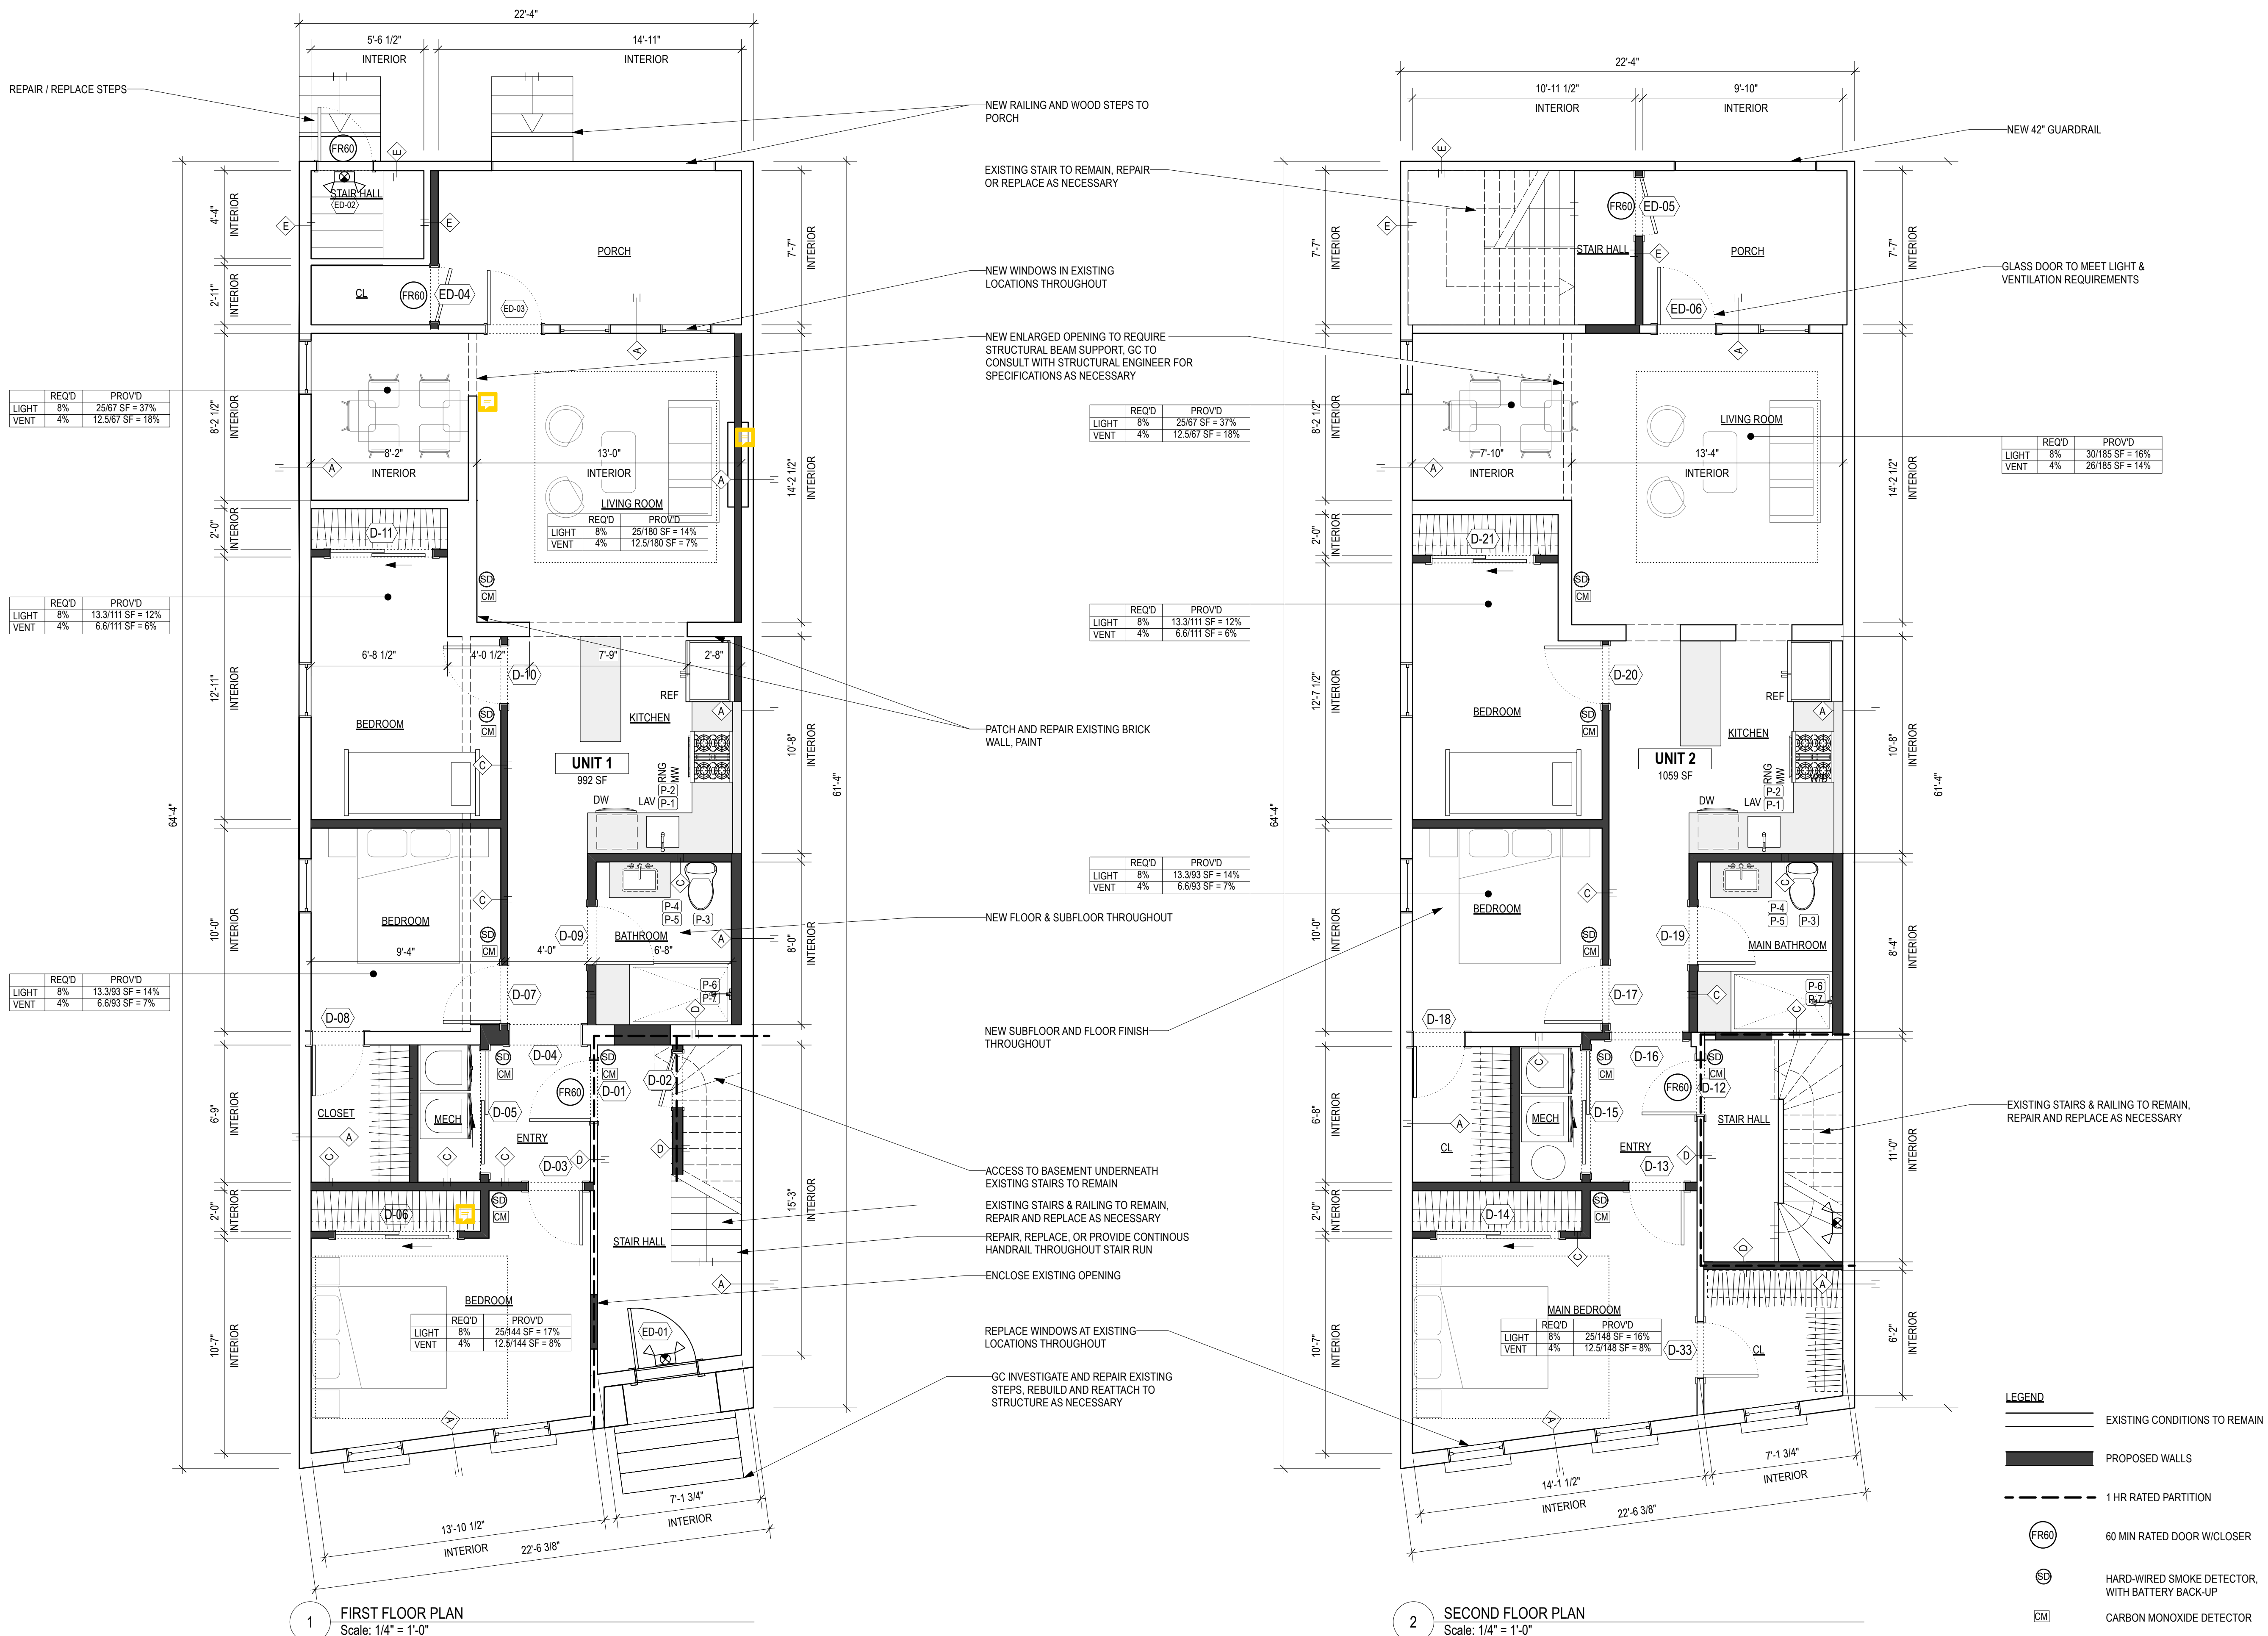 22'-4"
5'-6 1/2"
INTERIOR
14'-11"
INTERIOR
REPAIR / REPLACE STEPS
FR60
E
STAIR HALL
ED-02
E
E
4'-4"
INTERIOR
2'-11"
INTERIOR
CL
FR60
ED-04
ED-03
PORCH
7'-7"
INTERIOR
A
REQ'D PROV'D
LIGHT 8% 25/67 SF = 37%
VENT 4% 12.5/67 SF = 18%
8'-2 1/2"
INTERIOR
8'-2"
INTERIOR
13'-0"
INTERIOR
A
A
14'-2 1/2"
INTERIOR
LIVING ROOM
REQ'D PROV'D
LIGHT 8% 25/180 SF = 14%
VENT 4% 12.5/180 SF = 7%
2'-0"
INTERIOR
D-11
SD
CM
REQ'D PROV'D
LIGHT 8% 13.3/111 SF = 12%
VENT 4% 6.6/111 SF = 6%
12'-11"
INTERIOR
6'-8 1/2"
4'-0 1/2"
7'-9"
2'-8"
D-10
REF
SD
CM
BEDROOM
KITCHEN
A
C
UNIT 1
992 SF
RNG
MW
P-2
P-1
DW
LAV
10'-8"
INTERIOR
64'-4"
61'-4"
C
C
BEDROOM
P-4
P-5
P-3
SD
CM
D-09
BATHROOM
A
9'-4"
4'-0"
6'-8"
10'-0"
INTERIOR
8'-0"
INTERIOR
REQ'D PROV'D
LIGHT 8% 13.3/93 SF = 14%
VENT 4% 6.6/93 SF = 7%
D-07
P-6
P-7
D
D-08
SD
CM
D-04
SD
CM
FR60
D-01
D-02
6'-9"
INTERIOR
CLOSET
A
MECH
D-05
ENTRY
D-03
D
D
C
C
C
2'-0"
INTERIOR
D-06
SD
CM
15'-3"
INTERIOR
STAIR HALL
A
BEDROOM
REQ'D PROV'D
LIGHT 8% 25/144 SF = 17%
VENT 4% 12.5/144 SF = 8%
10'-7"
INTERIOR
ED-01
A
13'-10 1/2"
INTERIOR
7'-1 3/4"
INTERIOR
22'-6 3/8"
1
FIRST FLOOR PLAN
Scale: 1/4" = 1'-0"
NEW RAILING AND WOOD STEPS TO
PORCH
EXISTING STAIR TO REMAIN, REPAIR
OR REPLACE AS NECESSARY
NEW WINDOWS IN EXISTING
LOCATIONS THROUGHOUT
NEW ENLARGED OPENING TO REQUIRE
STRUCTURAL BEAM SUPPORT, GC TO
CONSULT WITH STRUCTURAL ENGINEER FOR
SPECIFICATIONS AS NECESSARY
PATCH AND REPAIR EXISTING BRICK
WALL, PAINT
NEW FLOOR & SUBFLOOR THROUGHOUT
NEW SUBFLOOR AND FLOOR FINISH
THROUGHOUT
ACCESS TO BASEMENT UNDERNEATH
EXISTING STAIRS TO REMAIN
EXISTING STAIRS & RAILING TO REMAIN,
REPAIR AND REPLACE AS NECESSARY
REPAIR, REPLACE, OR PROVIDE CONTINOUS
HANDRAIL THROUGHOUT STAIR RUN
ENCLOSE EXISTING OPENING
REPLACE WINDOWS AT EXISTING
LOCATIONS THROUGHOUT
GC INVESTIGATE AND REPAIR EXISTING
STEPS, REBUILD AND REATTACH TO
STRUCTURE AS NECESSARY
22'-4"
10'-11 1/2"
INTERIOR
9'-10"
INTERIOR
NEW 42" GUARDRAIL
E
E
FR60
ED-05
STAIR HALL
E
PORCH
7'-7"
INTERIOR
7'-7"
INTERIOR
ED-06
GLASS DOOR TO MEET LIGHT &
VENTILATION REQUIREMENTS
A
REQ'D PROV'D
LIGHT 8% 25/67 SF = 37%
VENT 4% 12.5/67 SF = 18%
8'-2 1/2"
INTERIOR
LIVING ROOM
7'-10"
INTERIOR
13'-4"
INTERIOR
A
14'-2 1/2"
INTERIOR
REQ'D PROV'D
LIGHT 8% 30/185 SF = 16%
VENT 4% 26/185 SF = 14%
2'-0"
INTERIOR
D-21
SD
CM
REQ'D PROV'D
LIGHT 8% 13.3/111 SF = 12%
VENT 4% 6.6/111 SF = 6%
12'-7 1/2"
INTERIOR
D-20
REF
BEDROOM
SD
CM
KITCHEN
A
UNIT 2
1059 SF
RNG
MW
W/D
P-2
P-1
DW
LAV
10'-8"
INTERIOR
64'-4"
61'-4"
REQ'D PROV'D
LIGHT 8% 13.3/93 SF = 14%
VENT 4% 6.6/93 SF = 7%
C
C
BEDROOM
P-4
P-5
P-3
SD
CM
D-19
MAIN BATHROOM
10'-0"
INTERIOR
8'-4"
INTERIOR
D-17
C
P-6
P-7
C
D-18
C
SD
CM
D-16
SD
CM
FR60
D-12
6'-8"
INTERIOR
A
CL
MECH
D-15
ENTRY
D-13
D
STAIR HALL
EXISTING STAIRS & RAILING TO REMAIN,
REPAIR AND REPLACE AS NECESSARY
11'-0"
INTERIOR
2'-0"
INTERIOR
D-14
SD
CM
C
D
A
MAIN BEDROOM
REQ'D PROV'D
LIGHT 8% 25/148 SF = 16%
VENT 4% 12.5/148 SF = 8%
D-33
CL
10'-7"
INTERIOR
6'-2"
INTERIOR
A
14'-1 1/2"
INTERIOR
7'-1 3/4"
INTERIOR
22'-6 3/8"
2
SECOND FLOOR PLAN
Scale: 1/4" = 1'-0"
LEGEND
EXISTING CONDITIONS TO REMAIN
PROPOSED WALLS
1 HR RATED PARTITION
FR60 60 MIN RATED DOOR W/CLOSER
SD HARD-WIRED SMOKE DETECTOR,
WITH BATTERY BACK-UP
CM CARBON MONOXIDE DETECTOR